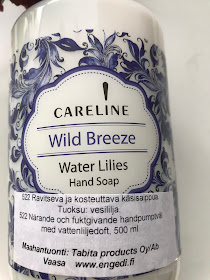 CARELINE
Wild Breeze
Water Lilies
Hand Soap
522 Ravitseva ja kosteuttava käsisaippua
Tuoksu: vesililja
522 Närande och fuktgivande handpumptvål
med vattenliljedoft, 500 ml
Maahantuonti: Tabita products Oy/Ab
Vaasa www.engedi.fi